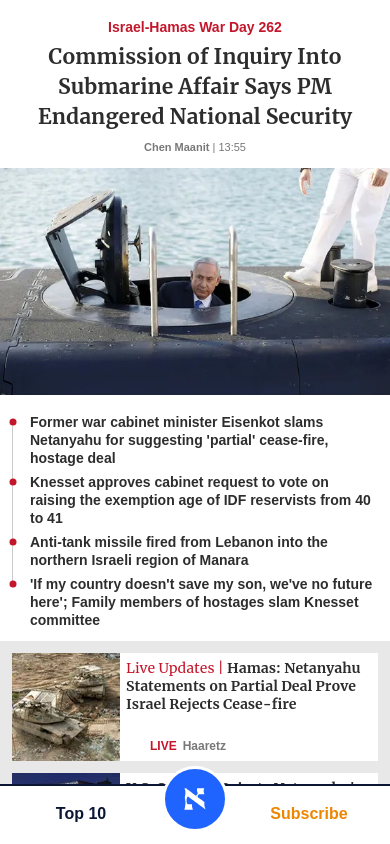 Israel-Hamas War Day 262
Commission of Inquiry Into
Submarine Affair Says PM
Endangered National Security
Chen Maanit | 13:55
Former war cabinet minister Eisenkot slams
Netanyahu for suggesting 'partial' cease-fire,
hostage deal
Knesset approves cabinet request to vote on
raising the exemption age of IDF reservists from 40
to 41
Anti-tank missile fired from Lebanon into the
northern Israeli region of Manara
'If my country doesn't save my son, we've no future
here'; Family members of hostages slam Knesset
committee
Live Updates | Hamas: Netanyahu
Statements on Partial Deal Prove
Israel Rejects Cease-fire
LIVE Haaretz
Top 10
Subscribe